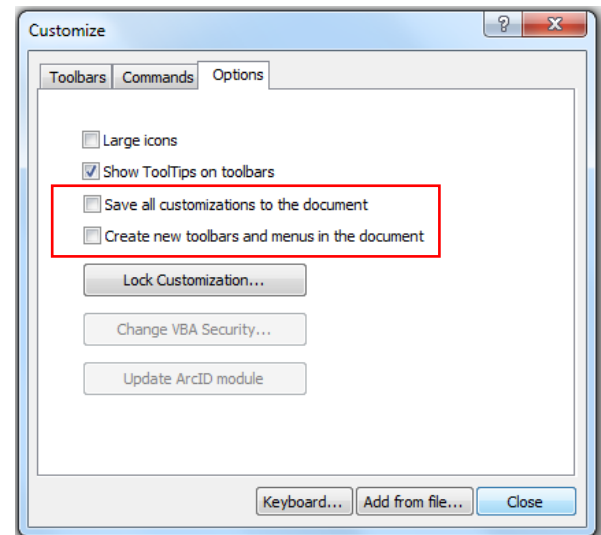 Customize
Toolbars Commands Options
Large icons
Show ToolTips on toolbars
Save all customizations to the document
Create new toolbars and menus in the document
Lock Customization...
Change VBA Security...
Update ArcID module
Keyboard... Add from file... Close